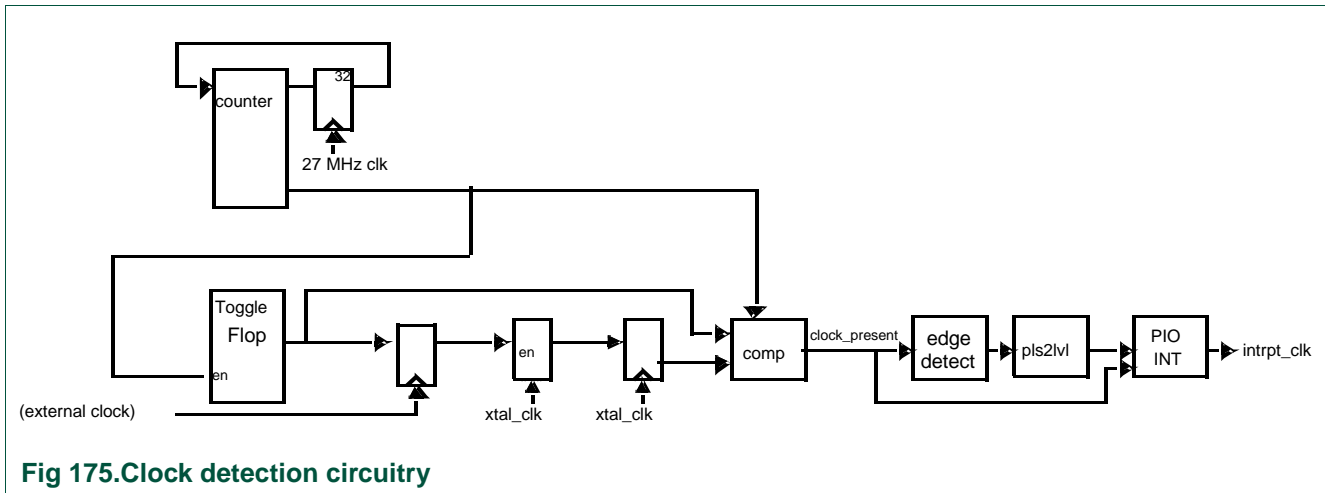 32
counter
27 MHz clk
Toggle
Flop
en
(external clock)
en
xtal_clk
xtal_clk
comp
clock_present
edge
detect
pls2lvl
PIO
INT
intrpt_clk
Fig 175.Clock detection circuitry